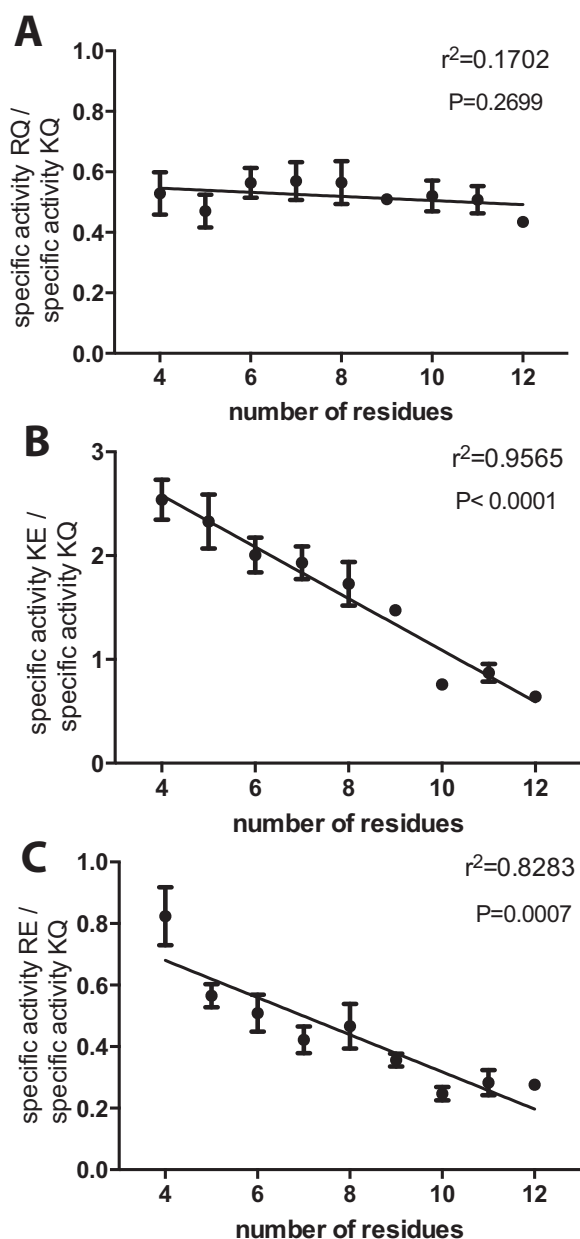 A
r²=0.1702
P=0.2699
specific activity RQ /
specific activity KQ
1.0
0.8
0.6
0.4
0.2
0.0
4 6 8 10 12
number of residues
B
r²=0.9565
P< 0.0001
specific activity KE /
specific activity KQ
3
2
1
0
4 6 8 10 12
number of residues
C
r²=0.8283
P=0.0007
specific activity RE /
specific activity KQ
1.0
0.8
0.6
0.4
0.2
0.0
4 6 8 10 12
number of residues